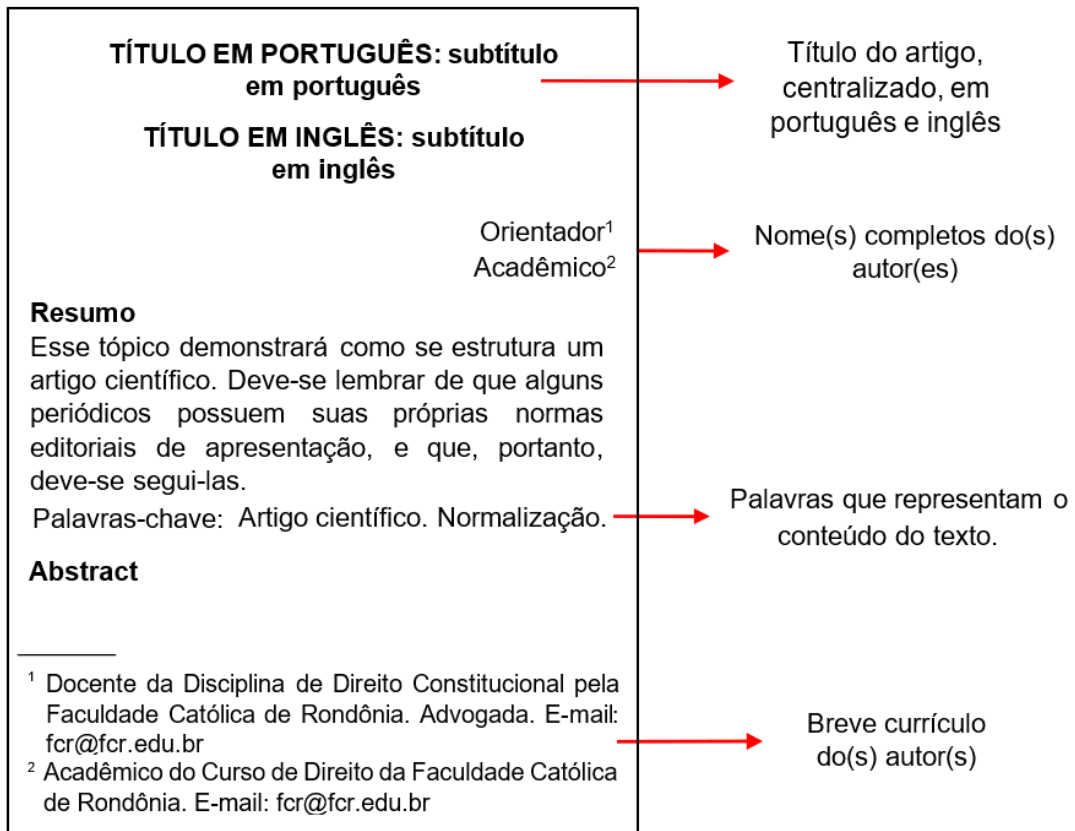 TÍTULO EM PORTUGUÊS: subtítulo
em português
TÍTULO EM INGLÊS: subtítulo
em inglês
Orientador¹
Acadêmico²
Resumo
Esse tópico demonstrará como se estrutura um
artigo científico. Deve-se lembrar de que alguns
periódicos possuem suas próprias normas
editoriais de apresentação, e que, portanto,
deve-se segui-las.
Palavras-chave: Artigo científico. Normalização.
Abstract
¹ Docente da Disciplina de Direito Constitucional pela
Faculdade Católica de Rondônia. Advogada. E-mail:
fcr@fcr.edu.br
² Acadêmico do Curso de Direito da Faculdade Católica
de Rondônia. E-mail: fcr@fcr.edu.br
Título do artigo,
centralizado, em
português e inglês
Nome(s) completos do(s)
autor(es)
Palavras que representam o
conteúdo do texto.
Breve currículo
do(s) autor(s)